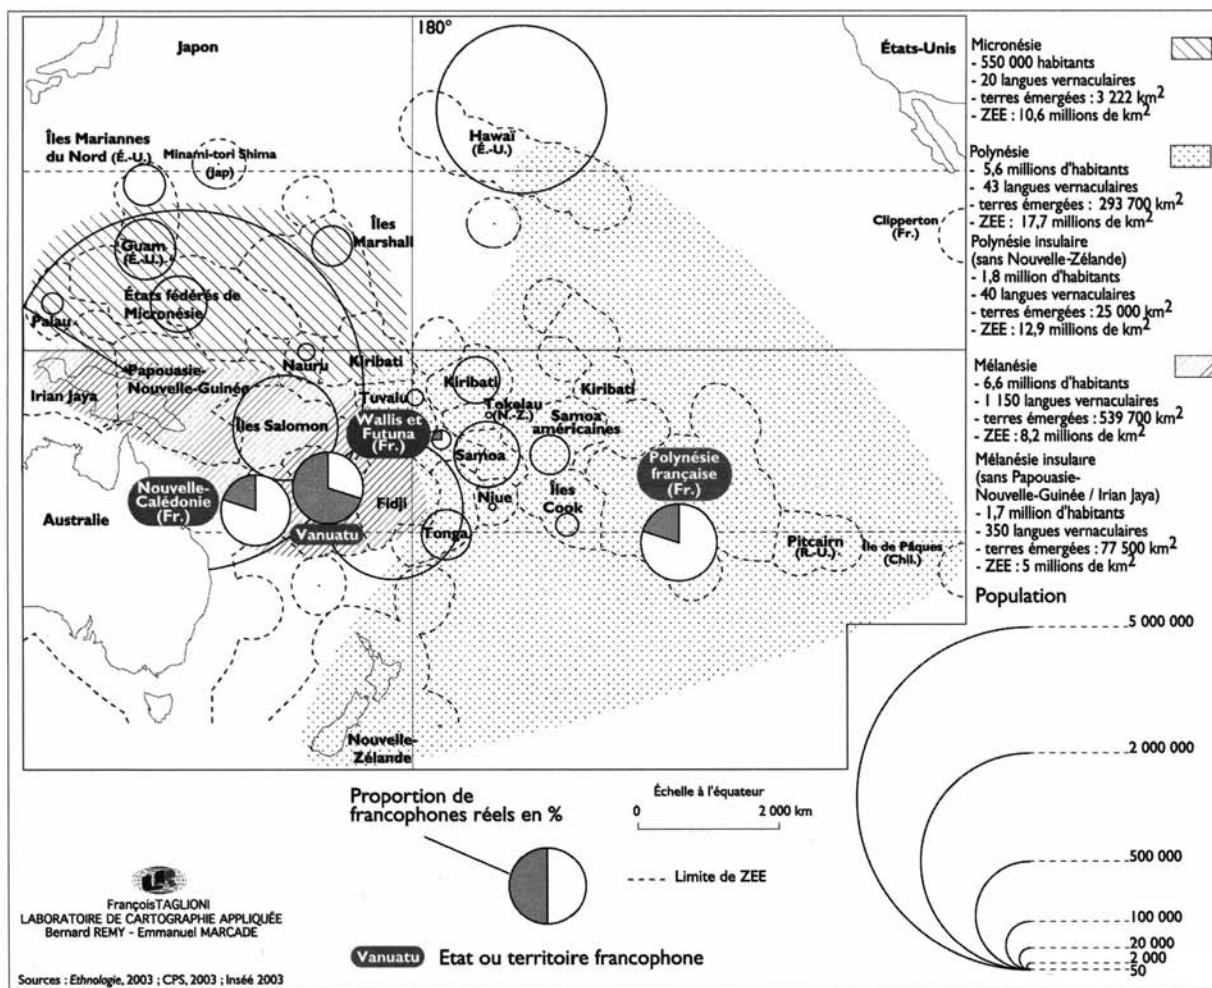 180°
Japon
États-Unis
Îles Mariannes
du Nord (É.-U.)
Minami-tori Shima
(Jap)
Hawaï
(É.-U.)
Guam
(É.-U.)
Îles
Marshall
Clipperton
(Fr.)
États fédérés de
Micronésie
Palau
Papouasie-
Nouvelle-Guinée
Nauru
Kiribati
Kiribati
Kiribati
Irian Jaya
Tuvalu
Tokelau
(N.-Z.)
Îles Salomon
Wallis et
Futuna
(Fr.)
Samoa
américaines
Samoa
Polynésie
française
(Fr.)
Nouvelle-
Calédonie
(Fr.)
Fidji
Niue
Îles
Cook
Australie
Vanuatu
Tonga
Pitcairn
(R.-U.)
Île de Pâques
(Chil.)
Nouvelle-
Zélande
Micronésie
- 550 000 habitants
- 20 langues vernaculaires
- terres émergées : 3 222 km²
- ZEE : 10,6 millions de km²
Polynésie
- 5,6 millions d'habitants
- 43 langues vernaculaires
- terres émergées : 293 700 km²
- ZEE : 17,7 millions de km²
Polynésie insulaire
(sans Nouvelle-Zélande)
- 1,8 million d'habitants
- 40 langues vernaculaires
- terres émergées : 25 000 km²
- ZEE : 12,9 millions de km²
Mélanésie
- 6,6 millions d'habitants
- 1 150 langues vernaculaires
- terres émergées : 539 700 km²
- ZEE : 8,2 millions de km²
Mélanésie insulaire
(sans Papouasie-
Nouvelle-Guinée / Irian Jaya)
- 1,7 million d'habitants
- 350 langues vernaculaires
- terres émergées : 77 500 km²
- ZEE : 5 millions de km²
Population
5 000 000
2 000 000
500 000
100 000
20 000
2 000
50
Proportion de
francophones réels en %
Échelle à l'équateur
0 2 000 km
Limite de ZEE
Vanuatu Etat ou territoire francophone
FrançoisTAGLIONI
LABORATOIRE DE CARTOGRAPHIE APPLIQUÉE
Bernard REMY - Emmanuel MARCADE
Sources : Ethnologie, 2003 ; CPS, 2003 ; Inséé 2003